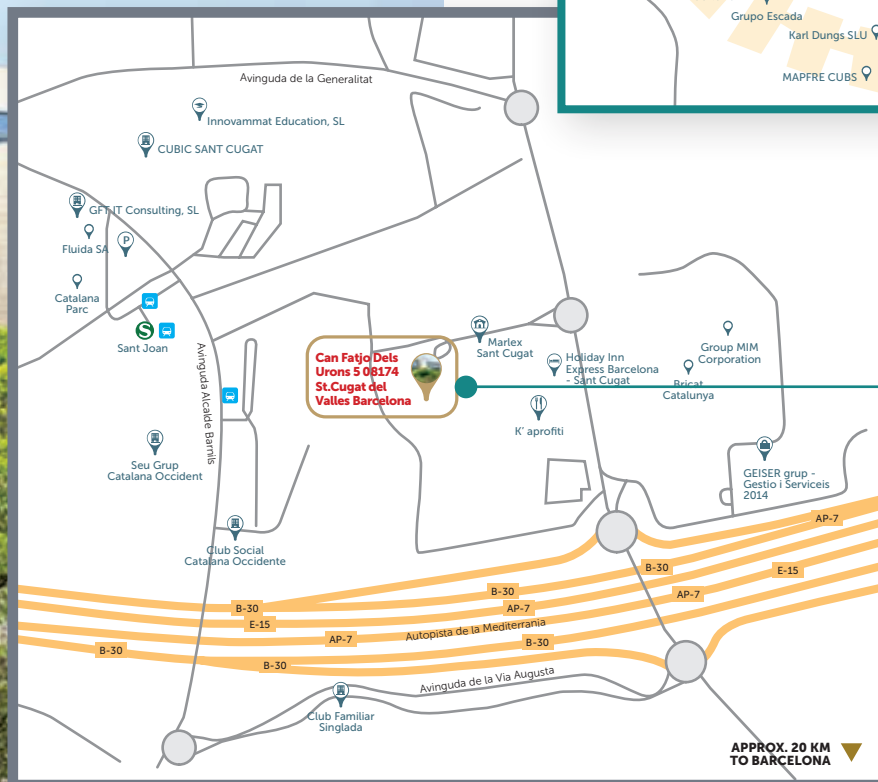 Grupo Escada
Karl Dungs SLU
MAPFRE CUBS
Avinguda de la Generalitat
Innovammat Education, SL
CUBIC SANT CUGAT
GFT IT Consulting, SL
Fluida SA
P
Catalana
Parc
S
Sant Joan
Avinguda Alcalde Barnils
Can Fatjo Dels
Urons 5 08174
St.Cugat del
Valles Barcelona
Marlex
Sant Cugat
Holiday Inn
Express Barcelona
- Sant Cugat
Group MIM
Corporation
Bricat
Catalunya
K' aprofiti
Seu Grup
Catalana Occident
GEISER grup -
Gestio i Serviceis
2014
Club Social
Catalana Occidente
AP-7
B-30
E-15
B-30
AP-7
B-30
AP-7
E-15
AP-7
Autopista de la Mediterrania
B-30
B-30
B-30
Avinguda de la Via Augusta
Club Familiar
Singlada
APPROX. 20 KM
TO BARCELONA